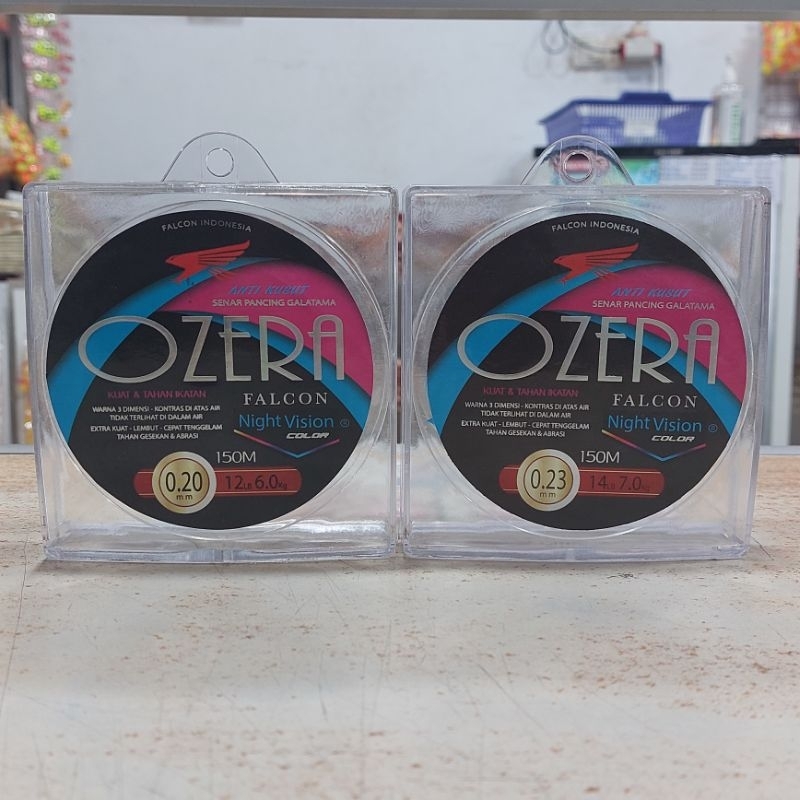 FALCON INDONESIA
ANTI KUSUT
SENAR PANCING GALATAMA
OZERA
KUAT & TAHAN IKATAN
FALCON
WARNA 3 DIMENSI - KONTRAS DI ATAS AIR
TIDAK TERLIHAT DI DALAM AIR
Night Vision ®
COLOR
EXTRA KUAT - LEMBUT - CEPAT TENGGELAM
TAHAN GESEKAN & ABRASI
150M
0.20
mm
12LB 6.0Kg
FALCON INDONESIA
ANTI KUSUT
SENAR PANCING GALATAMA
OZERA
KUAT & TAHAN IKATAN
FALCON
WARNA 3 DIMENSI - KONTRAS DI ATAS AIR
TIDAK TERLIHAT DI DALAM AIR
Night Vision ®
COLOR
EXTRA KUAT - LEMBUT - CEPAT TENGGELAM
TAHAN GESEKAN & ABRASI
150M
0.23
mm
14LB 7.0Kg